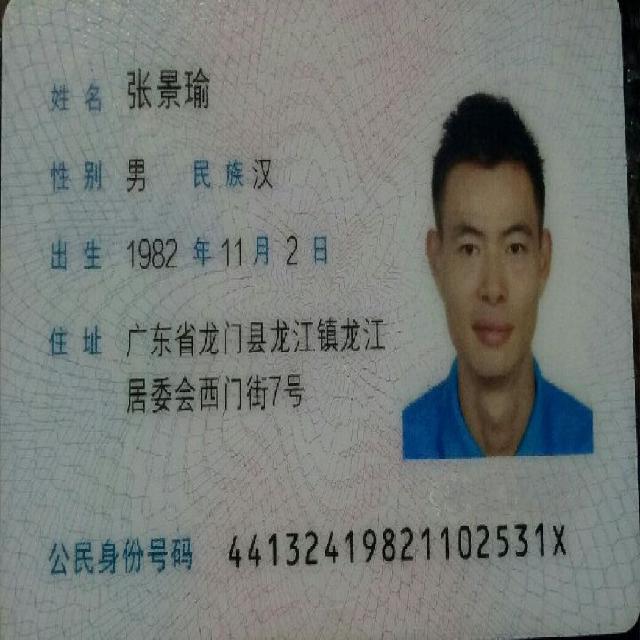 姓名 张景瑜
性别 男 民族 汉
出生 1982 年 11 月 2 日
住址 广东省龙门县龙江镇龙江
居委会西门街7号
公民身份号码 44132419821102531X